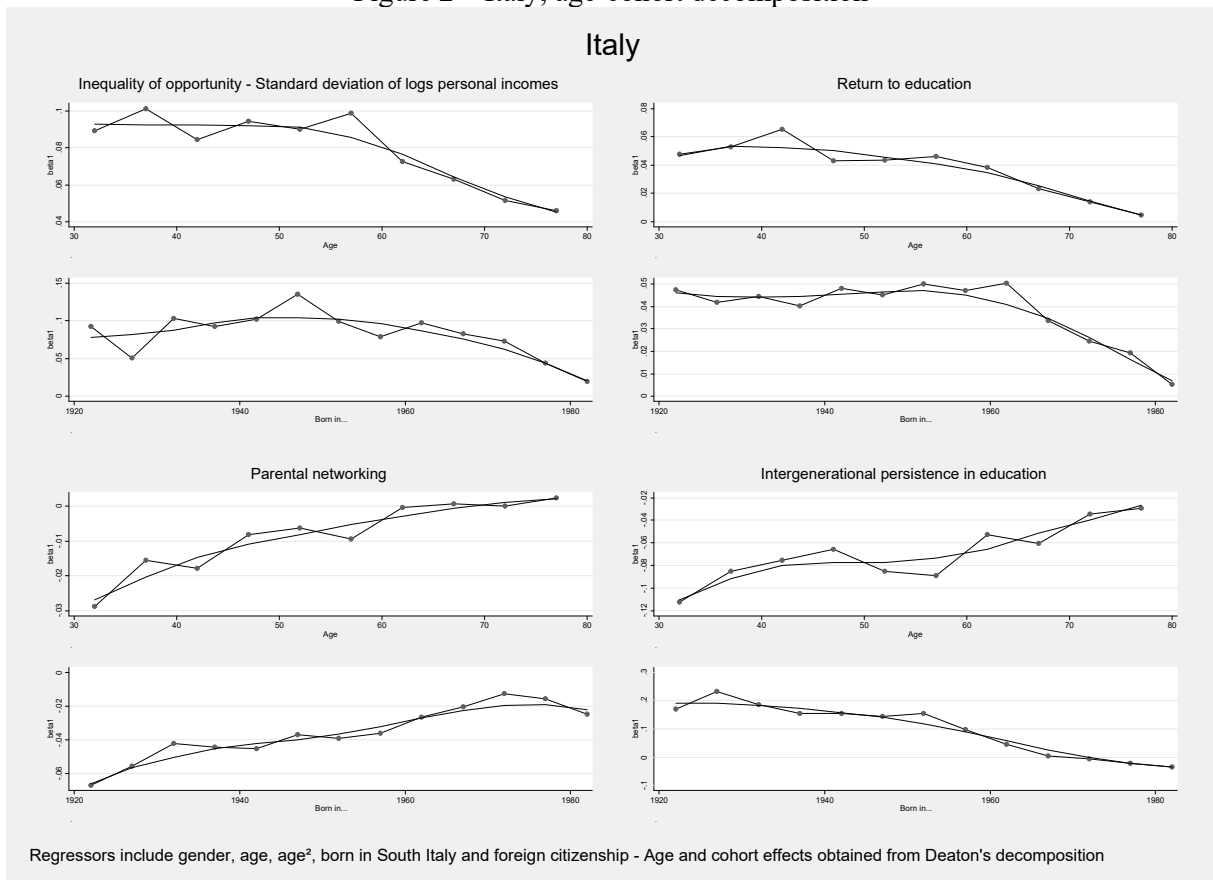 Figure 2 – Italy, age-cohort decomposition
Italy
Inequality of opportunity - Standard deviation of logs personal incomes
beta1
.04 .06 .08 .1
30 40 50 60 70 80
Age
beta1
0 .05 .1 .15
1920 1940 1960 1980
Born in...
Return to education
beta1
0 .02 .04 .06 .08
30 40 50 60 70 80
Age
beta1
0 .01 .02 .03 .04 .05
1920 1940 1960 1980
Born in...
Parental networking
beta1
-.03 -.02 -.01 0
30 40 50 60 70 80
Age
beta1
-.06 -.04 -.02 0
1920 1940 1960 1980
Born in...
Intergenerational persistence in education
beta1
-.12 -.1 -.08 -.06 -.04 -.02
30 40 50 60 70 80
Age
beta1
-.1 0 .1 .2 .3
1920 1940 1960 1980
Born in...
Regressors include gender, age, age², born in South Italy and foreign citizenship - Age and cohort effects obtained from Deaton's decomposition